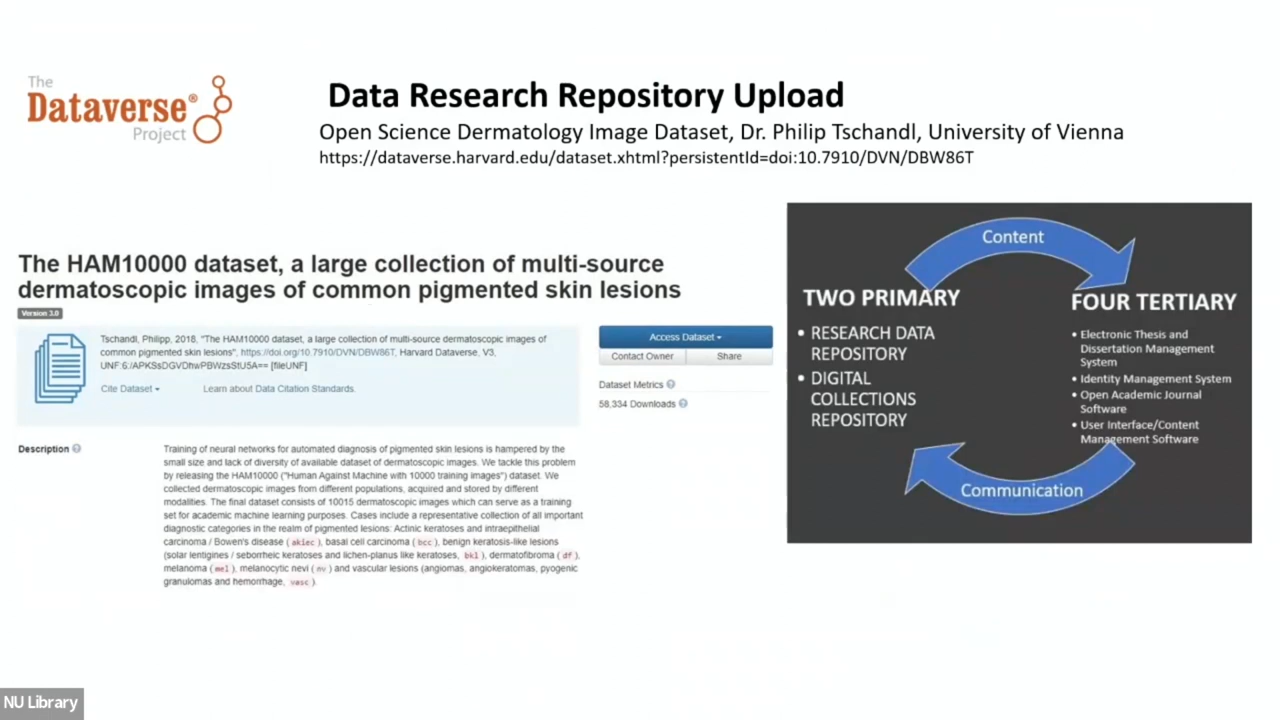 The
Dataverse®
Project
Data Research Repository Upload
Open Science Dermatology Image Dataset, Dr. Philip Tschandl, University of Vienna
https://dataverse.harvard.edu/dataset.xhtml?persistentId=doi:10.7910/DVN/DBW86T
The HAM10000 dataset, a large collection of multi-source
dermatoscopic images of common pigmented skin lesions
Version 3.0
Tschandl, Philipp, 2018, "The HAM10000 dataset, a large collection of multi-source dermatoscopic images of
common pigmented skin lesions", https://doi.org/10.7910/DVN/DBW86T, Harvard Dataverse, V3,
UNF:6:/APKSsDGVDhwPBWzsStU5A== [fileUNF]
Cite Dataset
Learn about Data Citation Standards.
Access Dataset
Contact Owner
Share
Dataset Metrics
58,334 Downloads
Description
Training of neural networks for automated diagnosis of pigmented skin lesions is hampered by the
small size and lack of diversity of available dataset of dermatoscopic images. We tackle this problem
by releasing the HAM10000 ("Human Against Machine with 10000 training images") dataset. We
collected dermatoscopic images from different populations, acquired and stored by different
modalities. The final dataset consists of 10015 dermatoscopic images which can serve as a training
set for academic machine learning purposes. Cases include a representative collection of all important
diagnostic categories in the realm of pigmented lesions: Actinic keratoses and intraepithelial
carcinoma / Bowen's disease ( akiec ), basal cell carcinoma ( bcc ), benign keratosis-like lesions
(solar lentigines / seborrheic keratoses and lichen-planus like keratoses, bkl ), dermatofibroma ( df ),
melanoma ( mel ), melanocytic nevi ( nv ) and vascular lesions (angiomas, angiokeratomas, pyogenic
granulomas and hemorrhage, vasc ).
Content
TWO PRIMARY
• RESEARCH DATA
REPOSITORY
• DIGITAL
COLLECTIONS
REPOSITORY
FOUR TERTIARY
• Electronic Thesis and
Dissertation Management
System
• Identity Management System
• Open Academic Journal
Software
• User Interface/Content
Management Software
Communication
NU Library